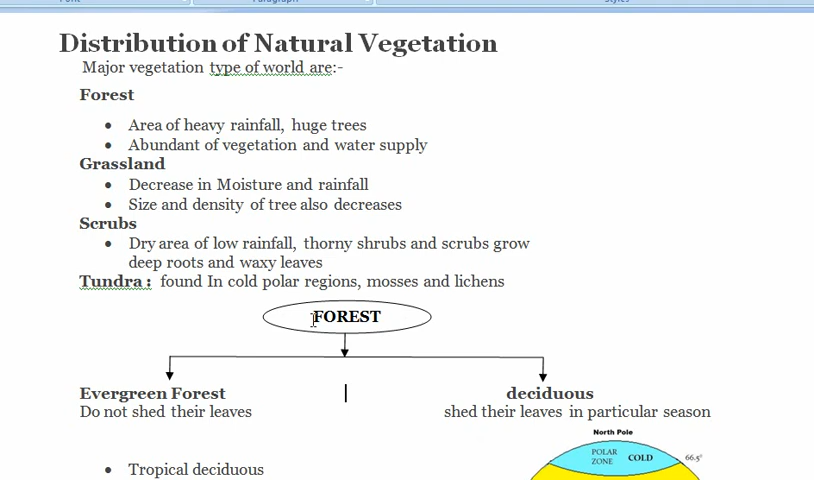 Distribution of Natural Vegetation
Major vegetation type of world are:-
Forest
• Area of heavy rainfall, huge trees
• Abundant of vegetation and water supply
Grassland
• Decrease in Moisture and rainfall
• Size and density of tree also decreases
Scrubs
• Dry area of low rainfall, thorny shrubs and scrubs grow
deep roots and waxy leaves
Tundra : found In cold polar regions, mosses and lichens
FOREST
Evergreen Forest deciduous
Do not shed their leaves shed their leaves in particular season
North Pole
POLAR
ZONE COLD 66.5°
• Tropical deciduous